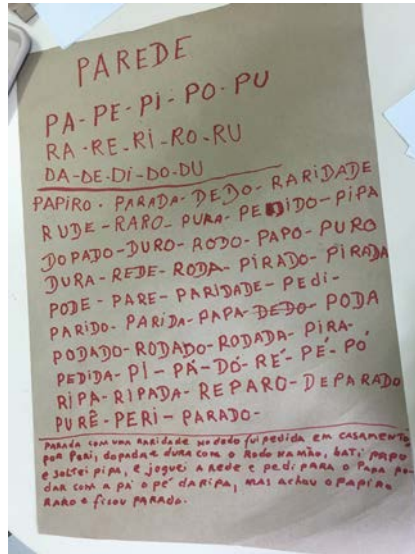 PAREDE
PA-PE-PI-PO-PU
RA-RE-RI-RO-RU
DA-DE-DI-DO-DU
PAPIRO. PARADA-DEDO-RARIDADE
RUDE-RARO-PURA-PEDIDO-PIPA
DOPADO-DURO-RODO-PAPO-PURO
DURA-REDE-RODA-PIRADO-PIRADA
PODE-PARE-PARIDADE-PEDI-
PARIDO-PARIDA-PAPA-DEDO-PODA
PODADO-RODADO-RODADA-PIRA-
PEDIDA-PI-PÁ-DÓ-RÉ-PÉ-PÓ
RIPA-RIPADA-REPARO-DEPARADO
PURÊ-PERI-PARADO-
PARADA COM UMA RARIDADE NO DEDO FUI PEDIDA EM CASAMENTO
POR PERI, DOPADA E DURA COM O RODO NA MÃO, BATI PAPO
E SOLTEI PIPA, E JOGUEI A REDE E PEDI PARA O PAPA PO-
DAR COM A PÁ O PÉ DA RIPA, MAS ACHOU O PAPIRO
RARO E FICOU PARADO.